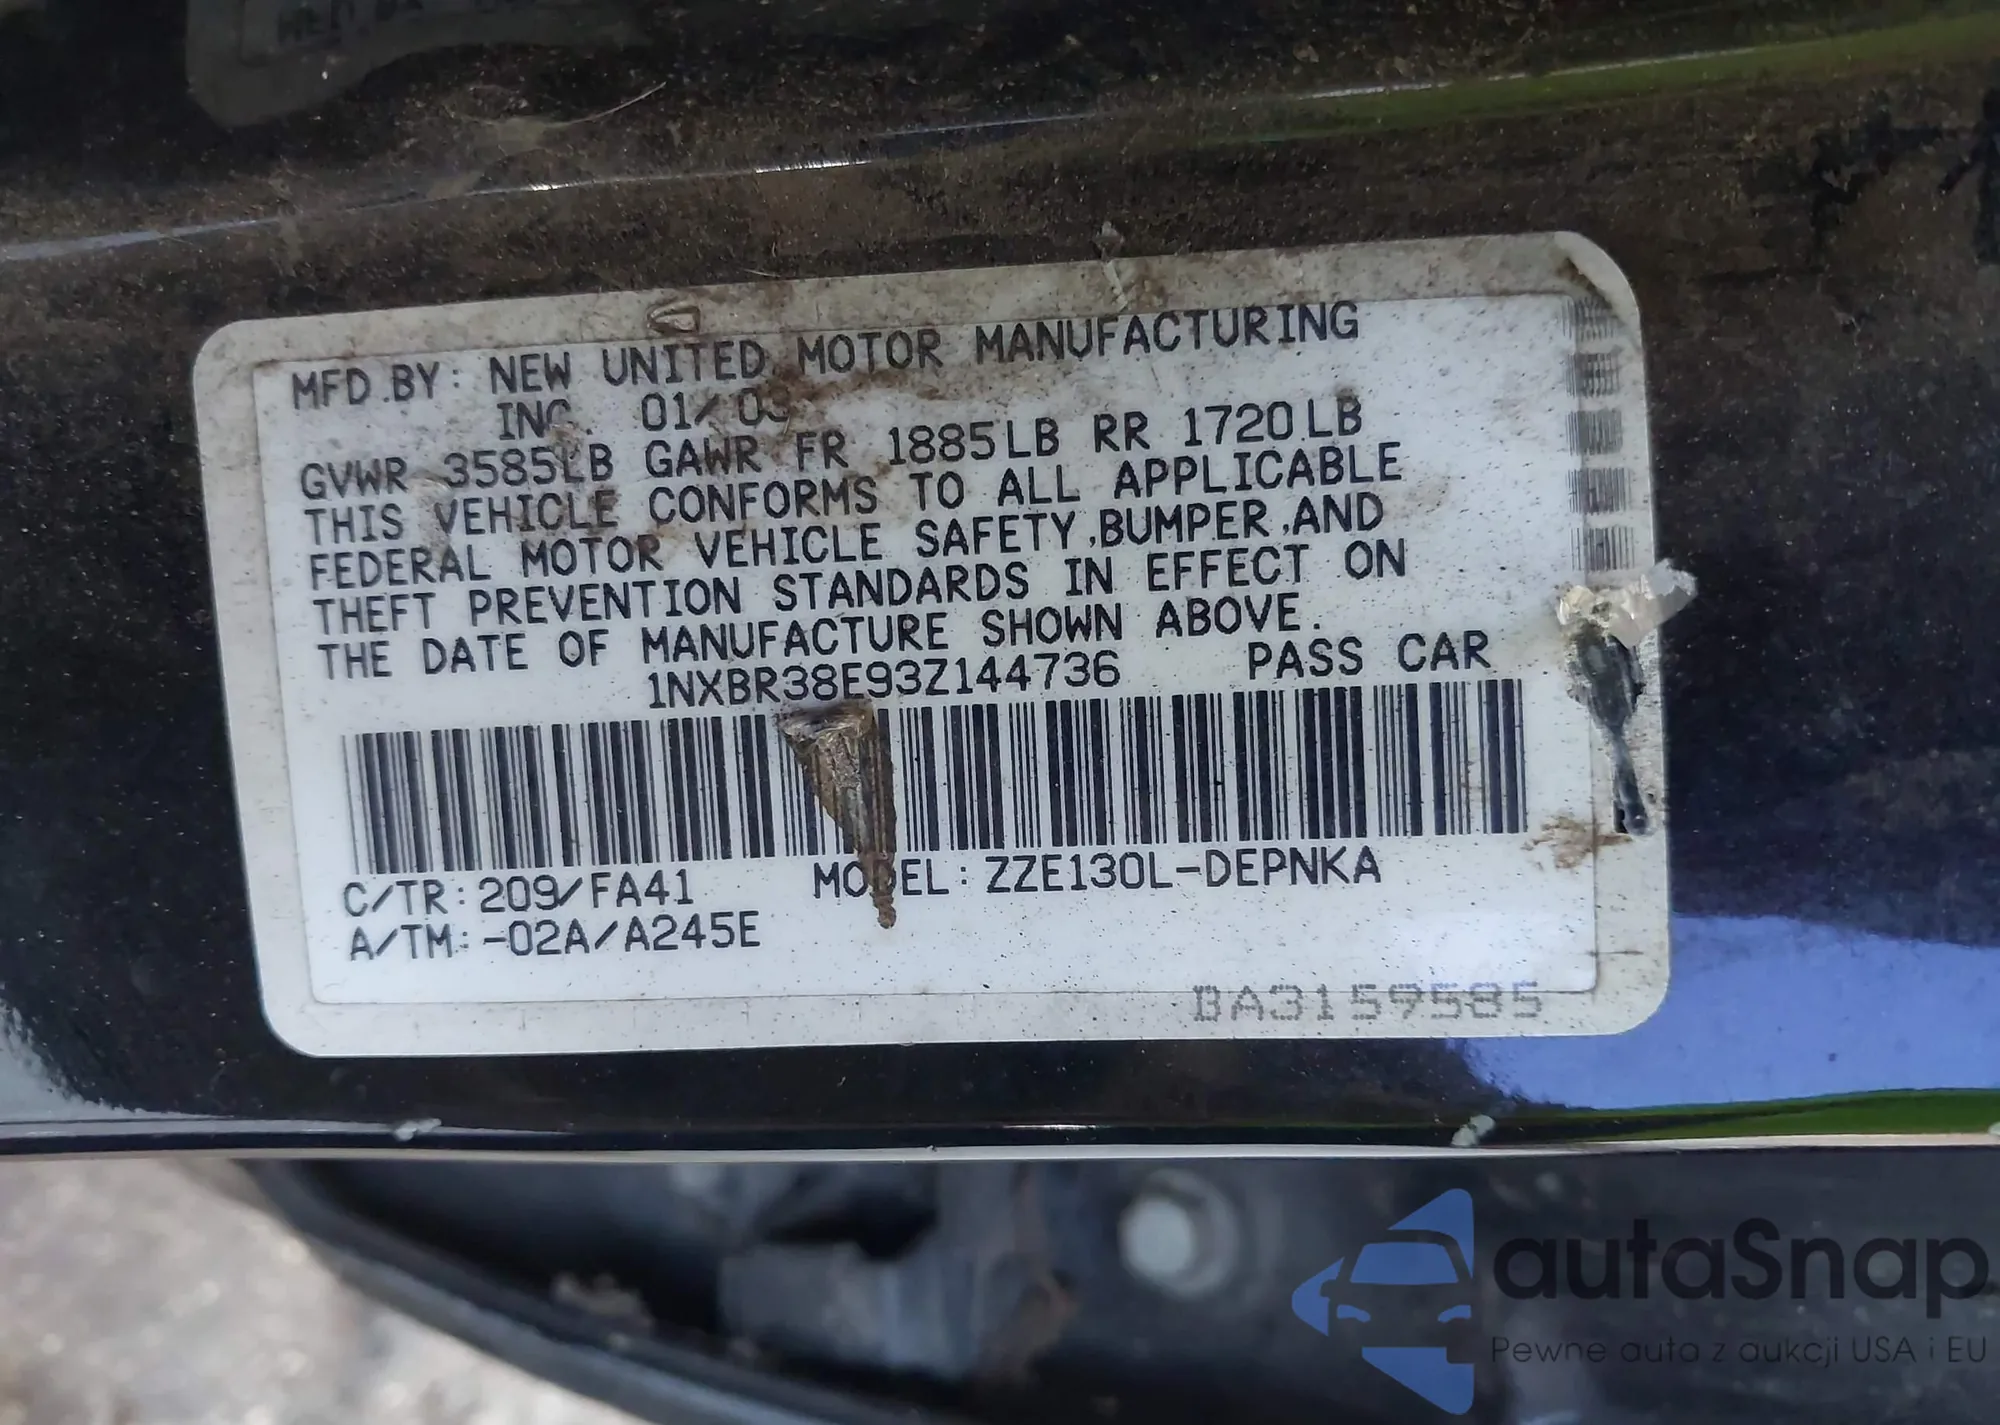 MFD.BY: NEW UNITED MOTOR MANUFACTURING
INC. 01/
GVWR 3585LB GAWR FR 1885LB RR 1720LB
THIS VEHICLE CONFORMS TO ALL APPLICABLE
FEDERAL MOTOR VEHICLE SAFETY,BUMPER,AND
THEFT PREVENTION STANDARDS IN EFFECT ON
THE DATE OF MANUFACTURE SHOWN ABOVE.
1NXBR38E93Z144736 PASS CAR
C/TR: 209/FA41 MODEL: ZZE130L-DEPNKA
A/TM: -02A/A245E
BA3159585
autaSnap
Pewne auta z aukcji USA i EU